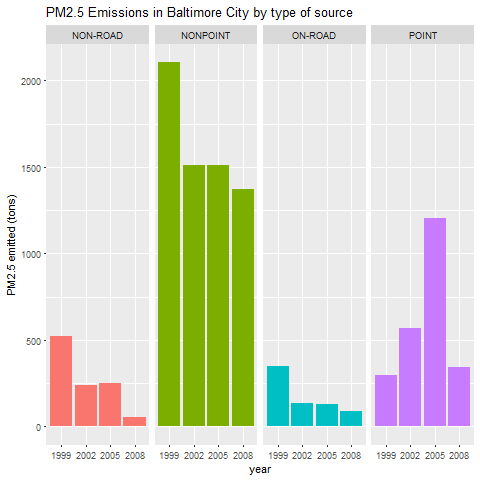 PM2.5 Emissions in Baltimore City by type of source
NON-ROAD NONPOINT ON-ROAD POINT
PM2.5 emitted (tons)
2000
1500
1000
500
0
1999 2002 2005 2008 1999 2002 2005 2008 1999 2002 2005 2008 1999 2002 2005 2008
year